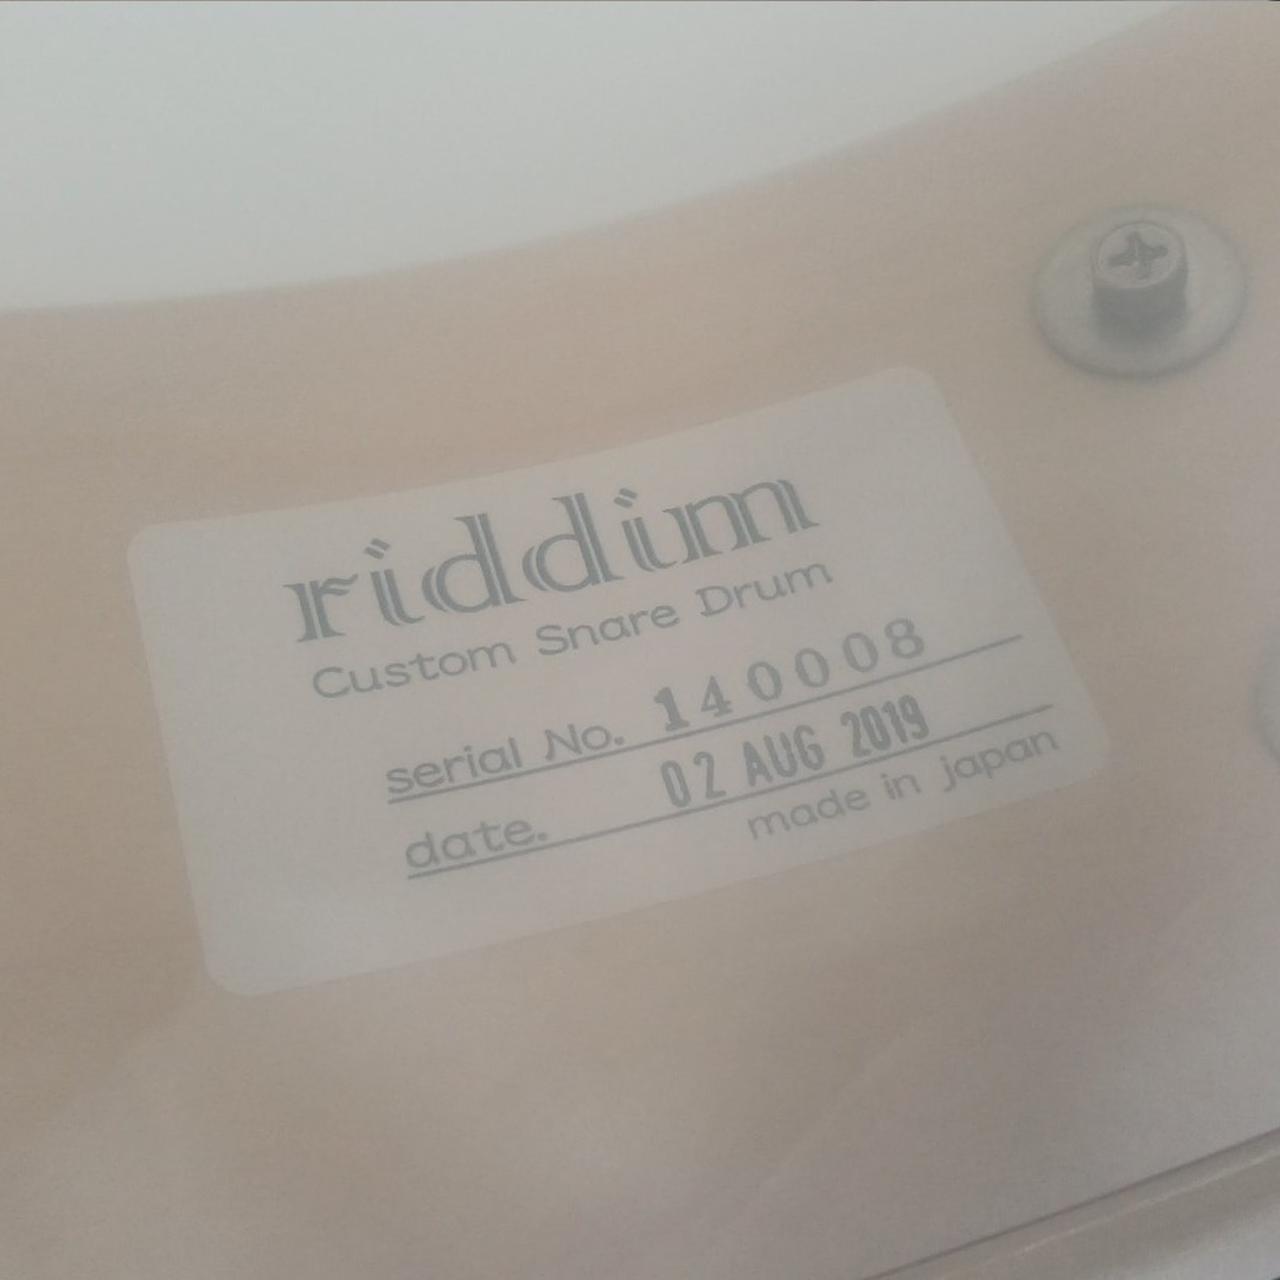 riddim
Custom Snare Drum
serial No. 140008
date. 02 AUG 2019
made in japan